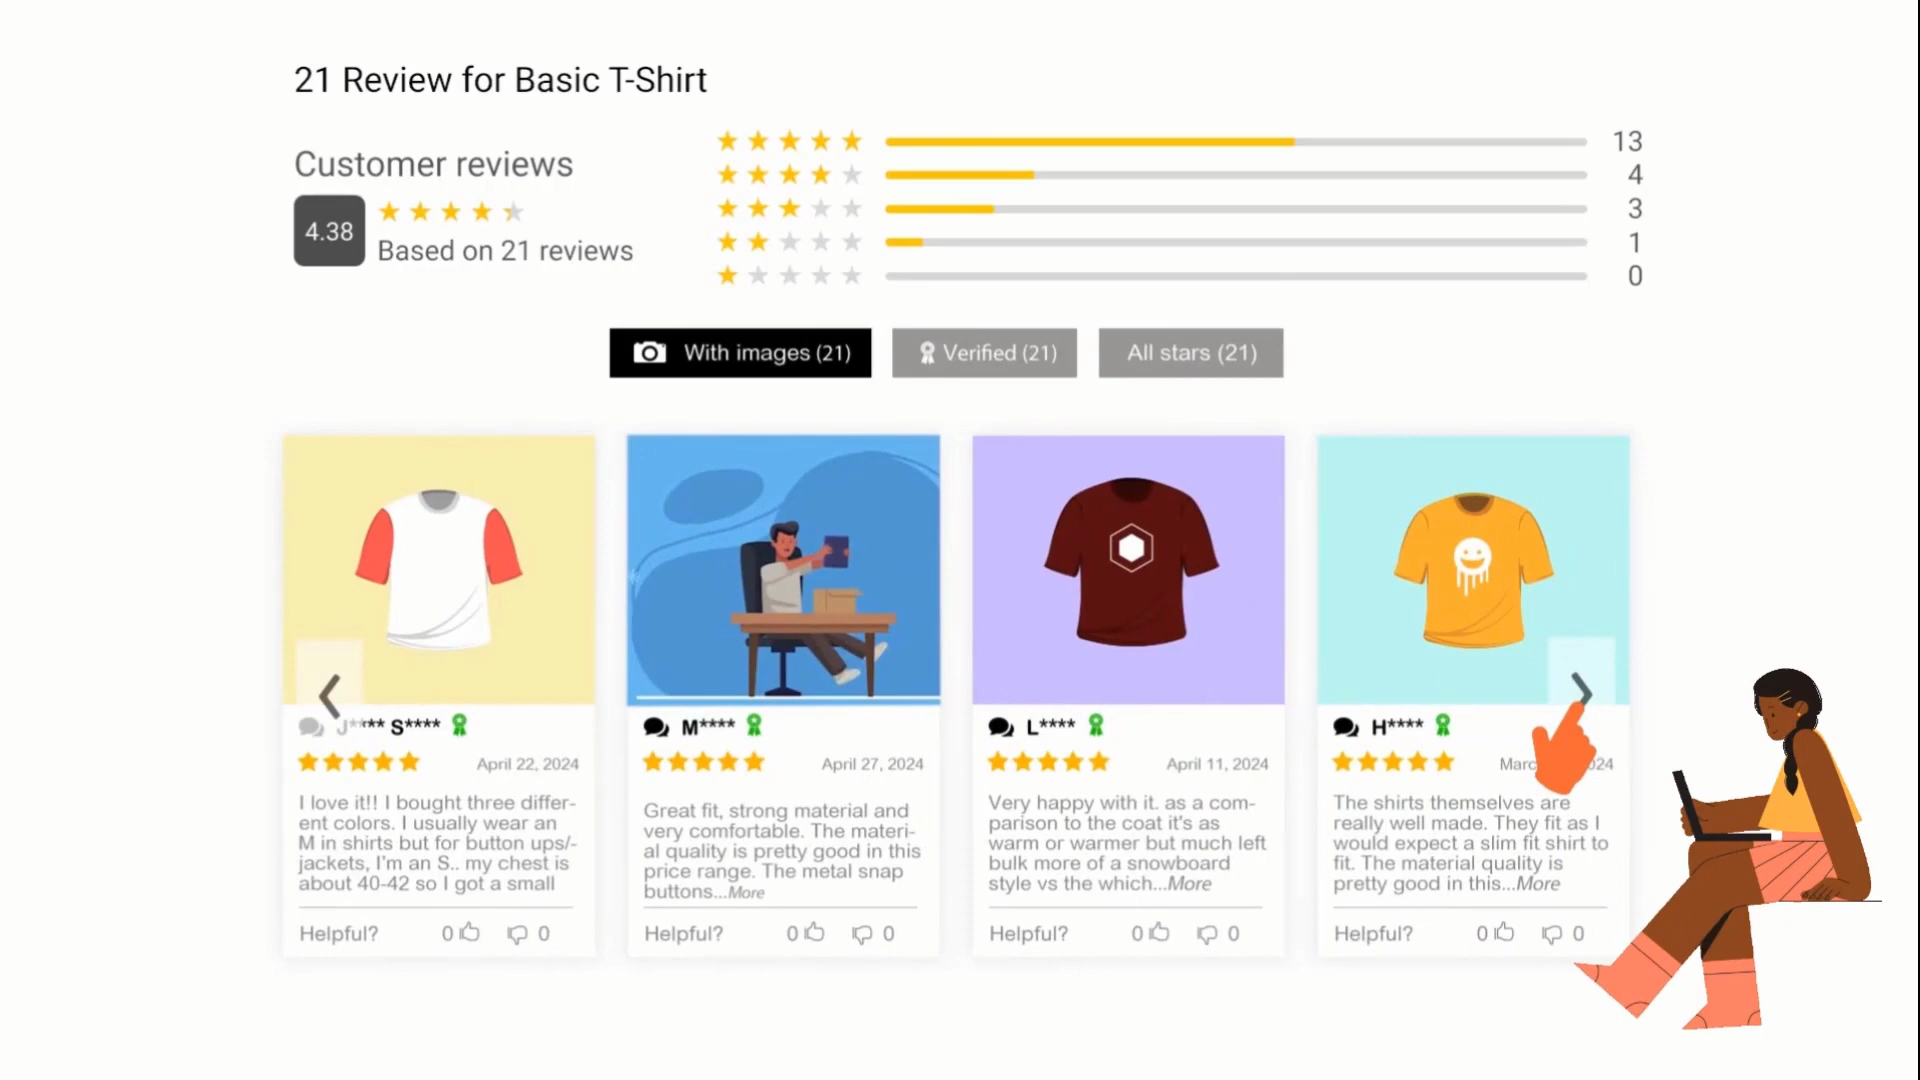 21 Review for Basic T-Shirt
Customer reviews
4.38
Based on 21 reviews
13
4
3
1
0
With images (21)
Verified (21)
All stars (21)
J**** S****
April 22, 2024
I love it!! I bought three differ-
ent colors. I usually wear an
M in shirts but for button ups/-
jackets, I'm an S.. my chest is
about 40-42 so I got a small
Helpful?
0
0
M****
April 27, 2024
Great fit, strong material and
very comfortable. The materi-
al quality is pretty good in this
price range. The metal snap
buttons...More
Helpful?
0
0
L****
April 11, 2024
Very happy with it. as a com-
parison to the coat it's as
warm or warmer but much left
bulk more of a snowboard
style vs the which...More
Helpful?
0
0
H****
The shirts themselves are
really well made. They fit as I
would expect a slim fit shirt to
fit. The material quality is
pretty good in this...More
Helpful?
0
0